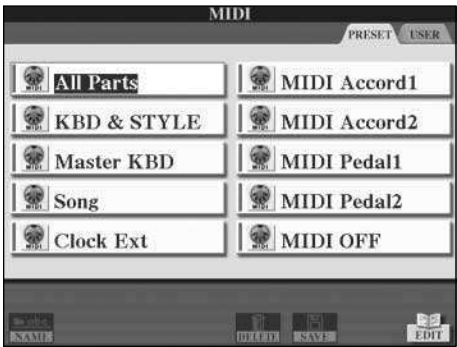 MIDI
PRESET USER
All Parts
KBD & STYLE
Master KBD
Song
Clock Ext
MIDI Accord1
MIDI Accord2
MIDI Pedal1
MIDI Pedal2
MIDI OFF
NAME DELETE SAVE EDIT